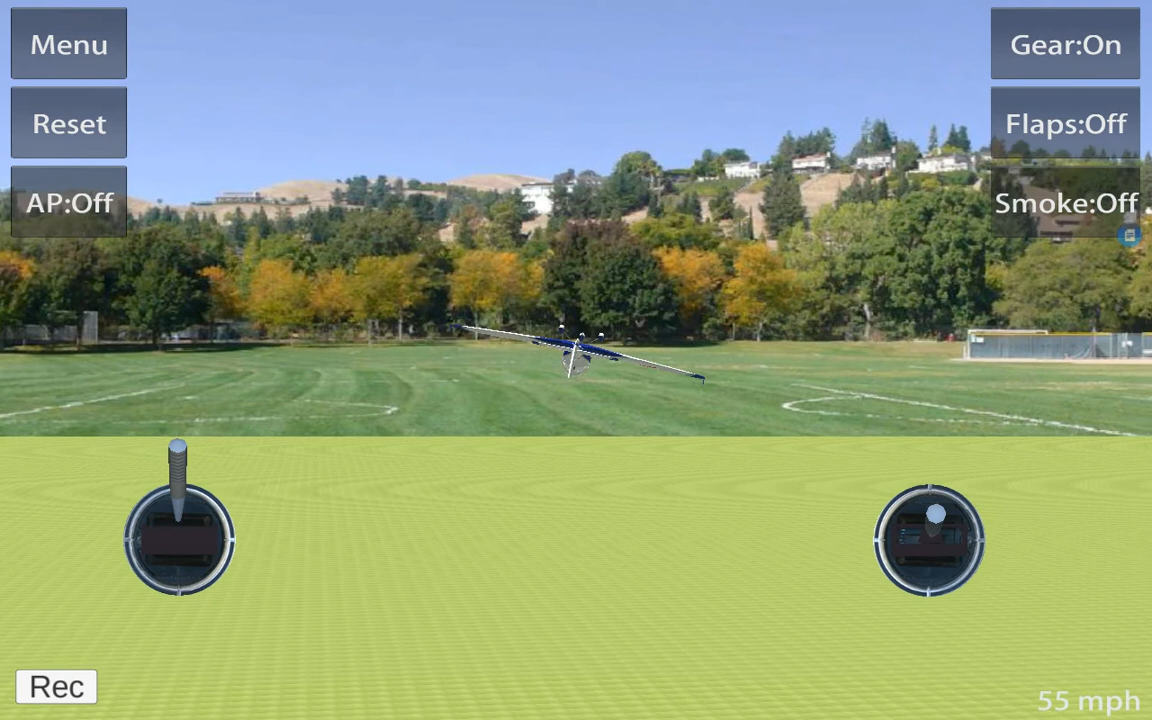 Menu
Gear:On
Reset
Flaps:Off
AP:Off
Smoke:Off
Rec
55 mph